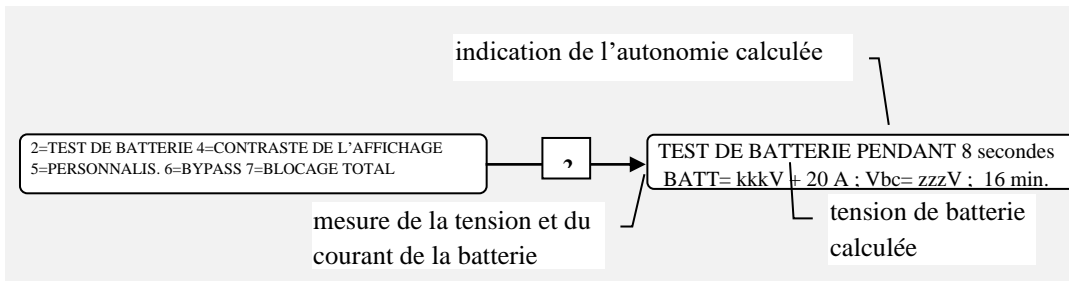 indication de l'autonomie calculée
2=TEST DE BATTERIE 4=CONTRASTE DE L'AFFICHAGE
5=PERSONNALIS. 6=BYPASS 7=BLOCAGE TOTAL
2
TEST DE BATTERIE PENDANT 8 secondes
BATT= kkkV + 20 A ; Vbc= zzzV ; 16 min.
mesure de la tension et du
courant de la batterie
tension de batterie
calculée